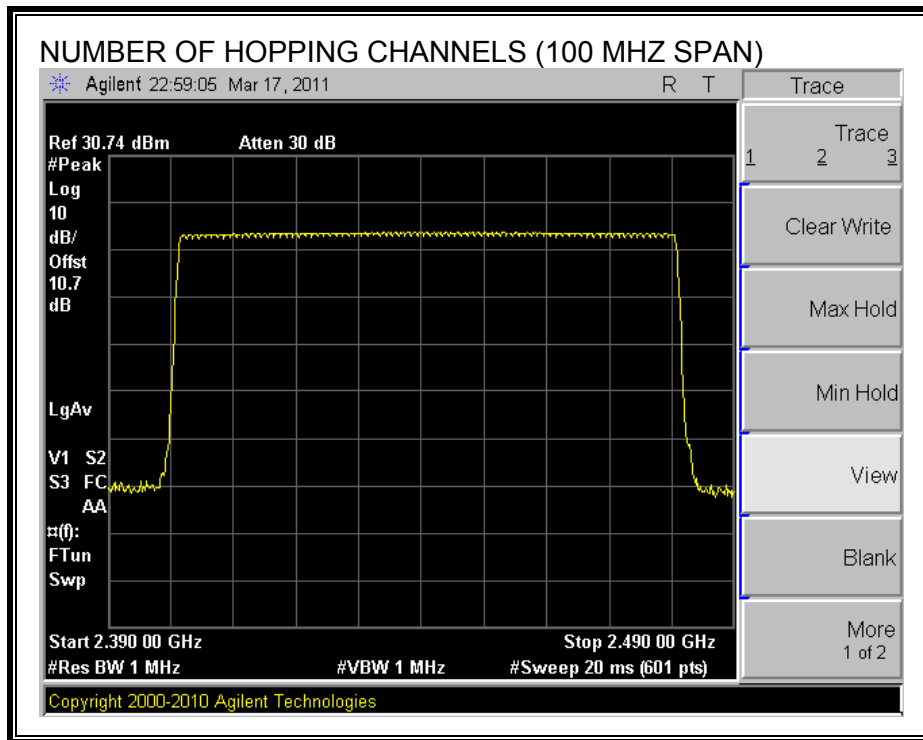 NUMBER OF HOPPING CHANNELS (100 MHZ SPAN)
Agilent 22:59:05 Mar 17, 2011 R T
Trace
Ref 30.74 dBm Atten 30 dB
#Peak
Log
10
dB/
Offst
10.7
dB
LgAv
V1 S2
S3 FC
AA
¤(f):
FTun
Swp
Start 2.390 00 GHz Stop 2.490 00 GHz
#Res BW 1 MHz #VBW 1 MHz #Sweep 20 ms (601 pts)
Copyright 2000-2010 Agilent Technologies
Trace
1 2 3
Clear Write
Max Hold
Min Hold
View
Blank
More
1 of 2